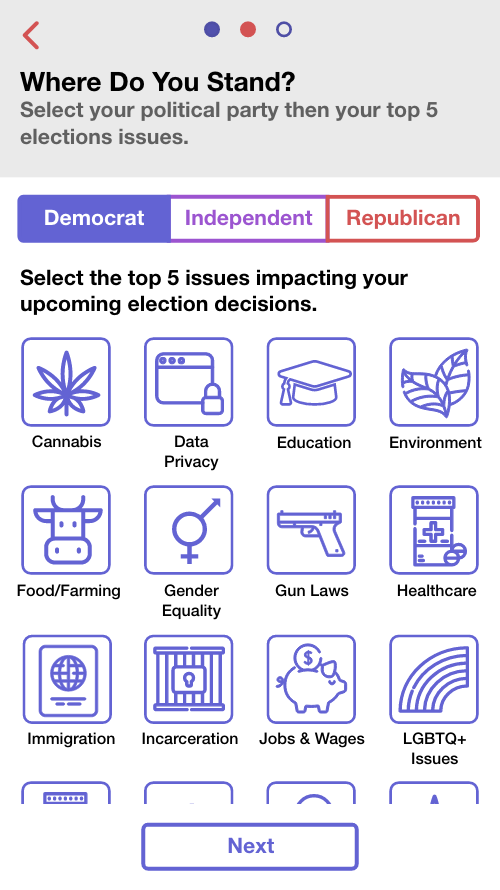 Where Do You Stand?
Select your political party then your top 5
elections issues.
Democrat Independent Republican
Select the top 5 issues impacting your
upcoming election decisions.
Cannabis Data Privacy Education Environment
Food/Farming Gender Equality Gun Laws Healthcare
$
Immigration Incarceration Jobs & Wages LGBTQ+ Issues
Next